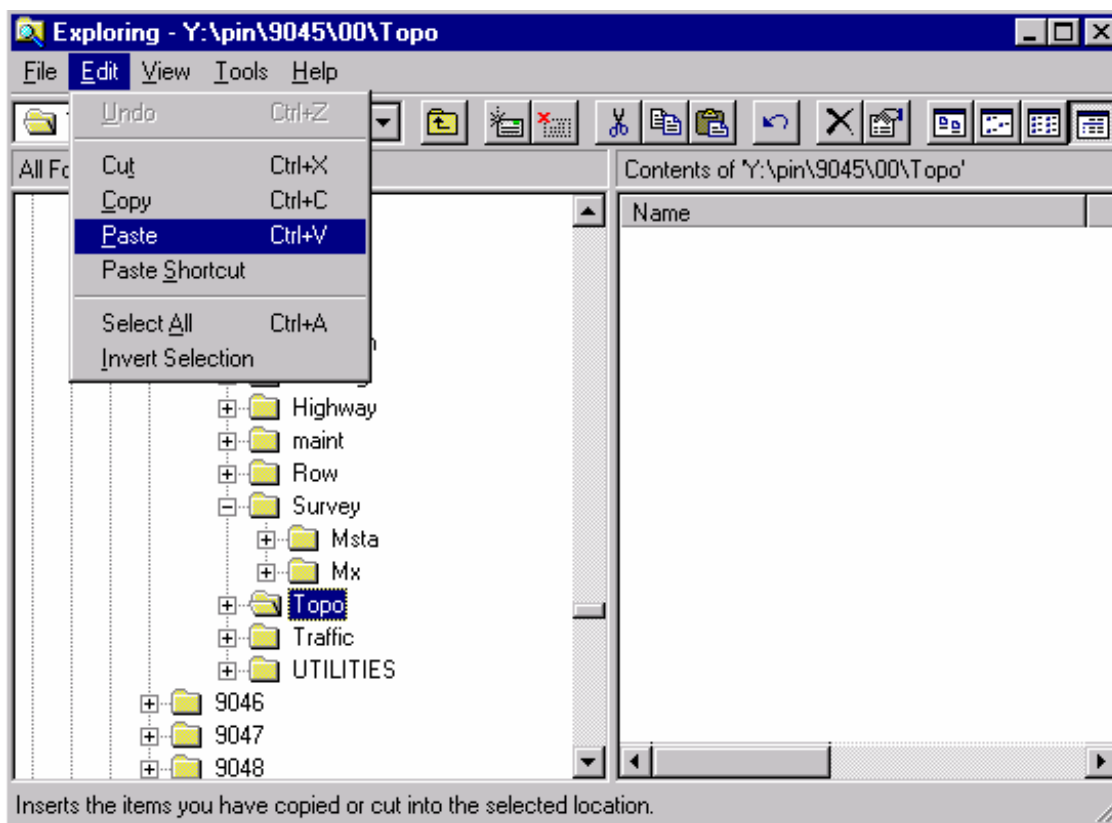 Exploring - Y:\pin\9045\00\Topo
File Edit View Tools Help
Undo Ctrl+Z
Cut Ctrl+X
Copy Ctrl+C
Paste Ctrl+V
Paste Shortcut
Select All Ctrl+A
Invert Selection
All Fo
Contents of 'Y:\pin\9045\00\Topo'
Name
Highway
maint
Row
Survey
Msta
Mx
Topo
Traffic
UTILITIES
9046
9047
9048
Inserts the items you have copied or cut into the selected location.